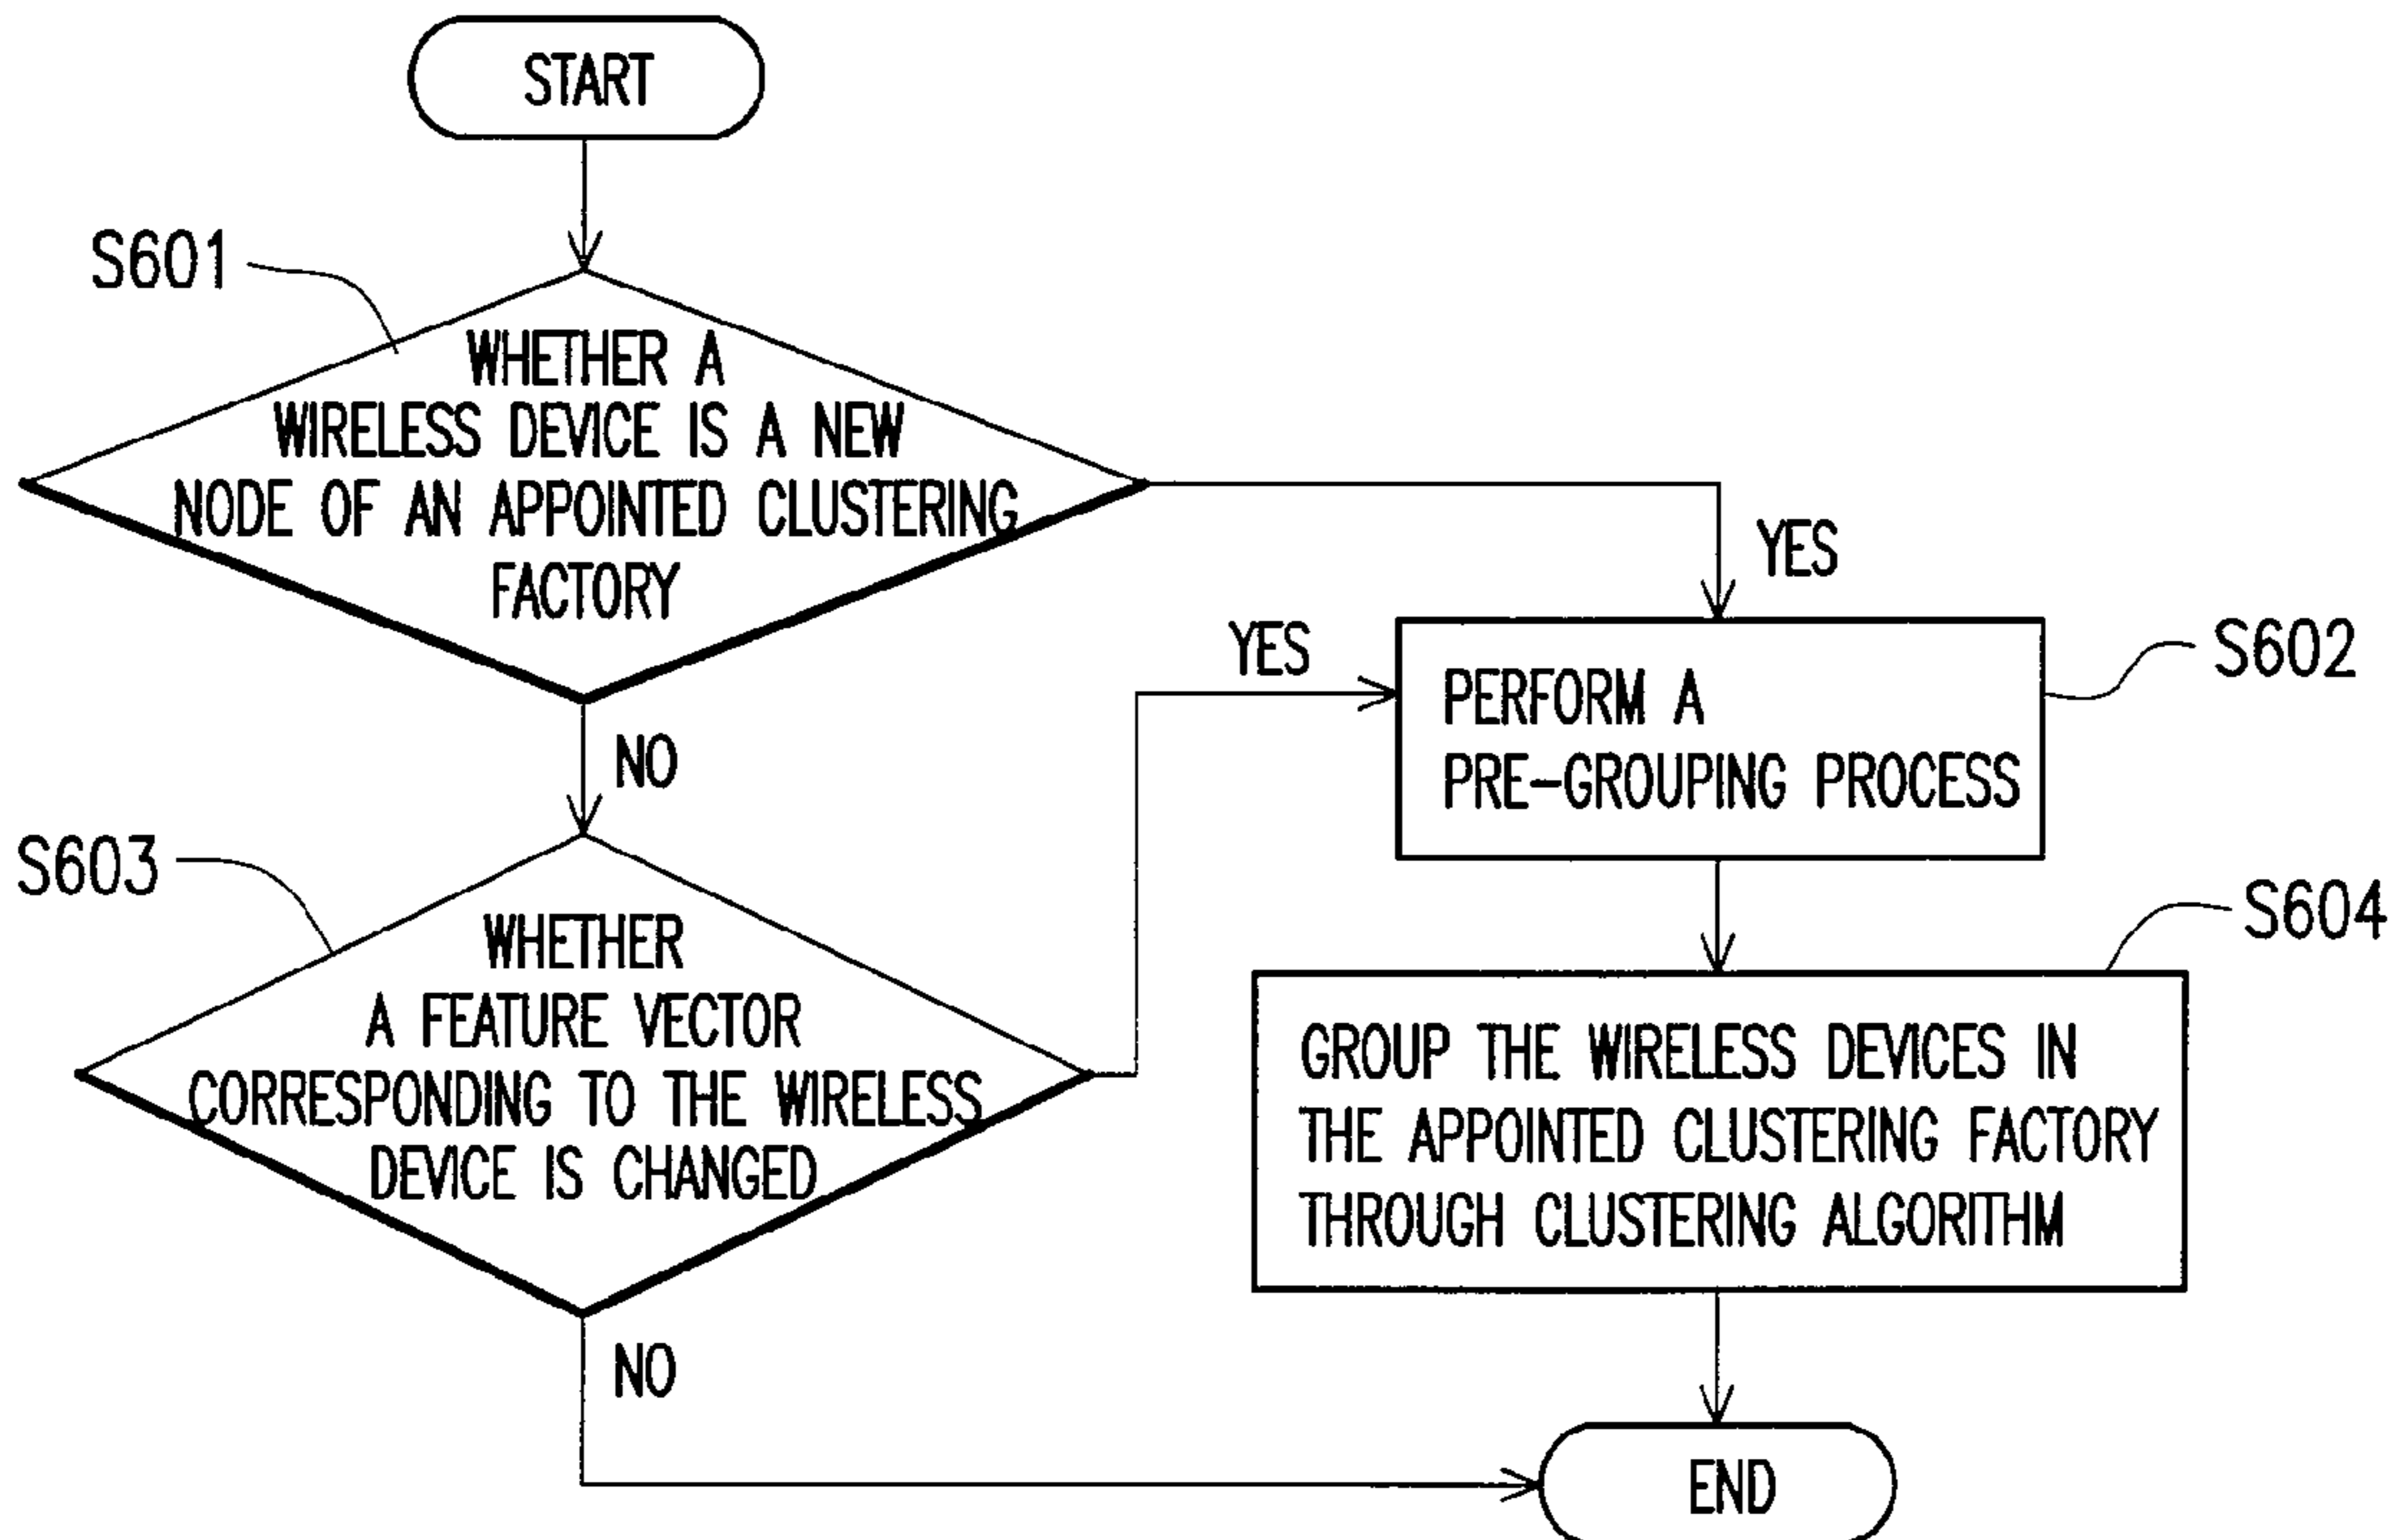 START
S601
WHETHER A
WIRELESS DEVICE IS A NEW
NODE OF AN APPOINTED CLUSTERING
FACTORY
YES
NO
YES
PERFORM A
PRE-GROUPING PROCESS
S602
S603
WHETHER
A FEATURE VECTOR
CORRESPONDING TO THE WIRELESS
DEVICE IS CHANGED
NO
S604
GROUP THE WIRELESS DEVICES IN
THE APPOINTED CLUSTERING FACTORY
THROUGH CLUSTERING ALGORITHM
END